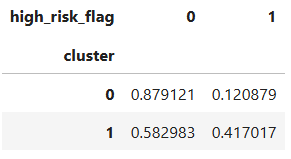 high_risk_flag 0 1
cluster
0 0.879121 0.120879
1 0.582983 0.417017